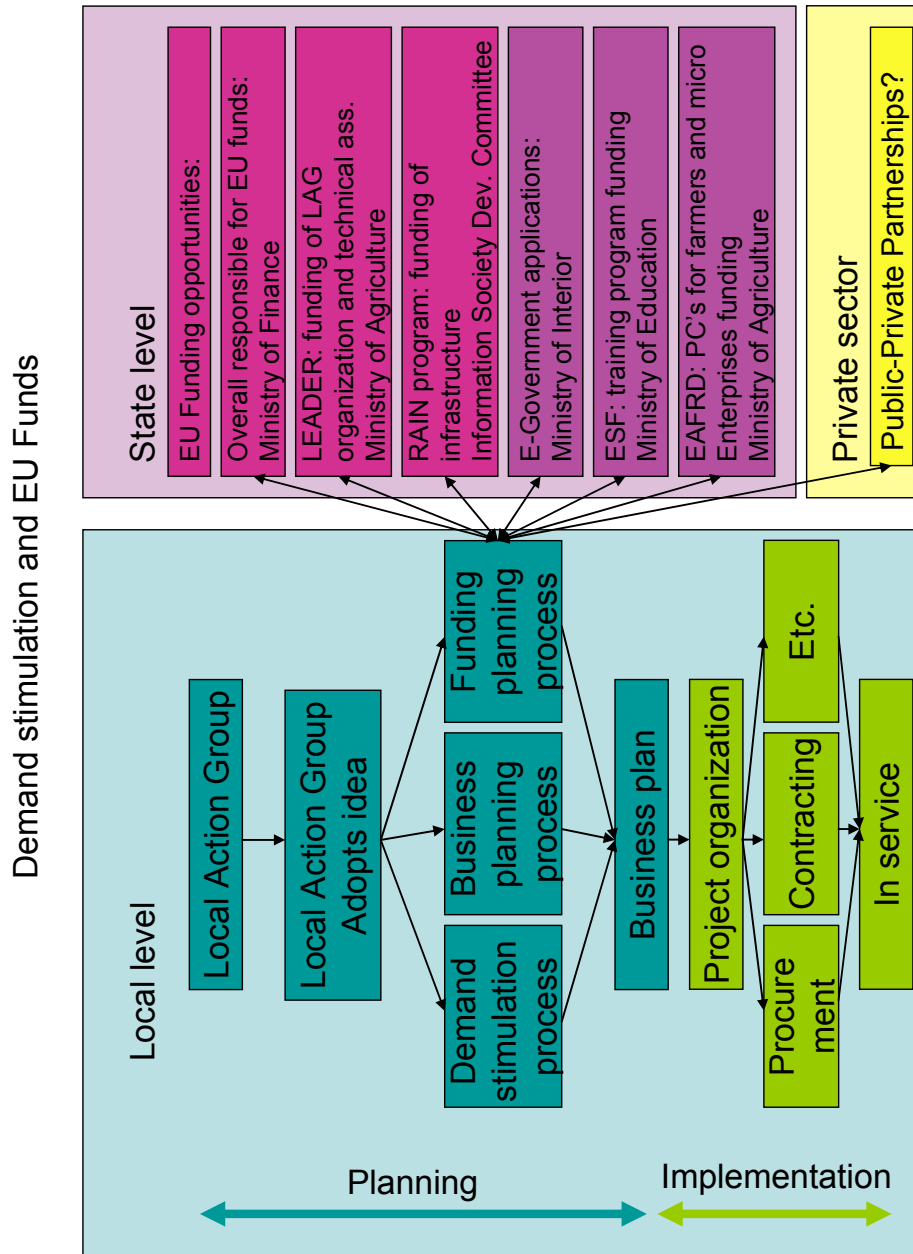 Demand stimulation and EU Funds
Local level
Local Action Group
Local Action Group
Adopts idea
Demand
stimulation
process
Business
planning
process
Funding
planning
process
Business plan
Project organization
Procure
ment
Contracting
Etc.
In service
Planning
Implementation
State level
EU Funding opportunities:
Overall responsible for EU funds:
Ministry of Finance
LEADER: funding of LAG
organization and technical ass.
Ministry of Agriculture
RAIN program: funding of
infrastructure
Information Society Dev. Committee
E-Government applications:
Ministry of Interior
ESF: training program funding
Ministry of Education
EAFRD: PC's for farmers and micro
Enterprises funding
Ministry of Agriculture
Private sector
Public-Private Partnerships?